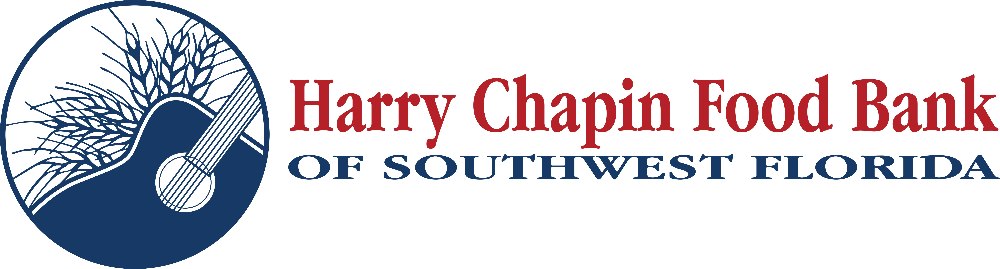 Harry Chapin Food Bank
OF SOUTHWEST FLORIDA